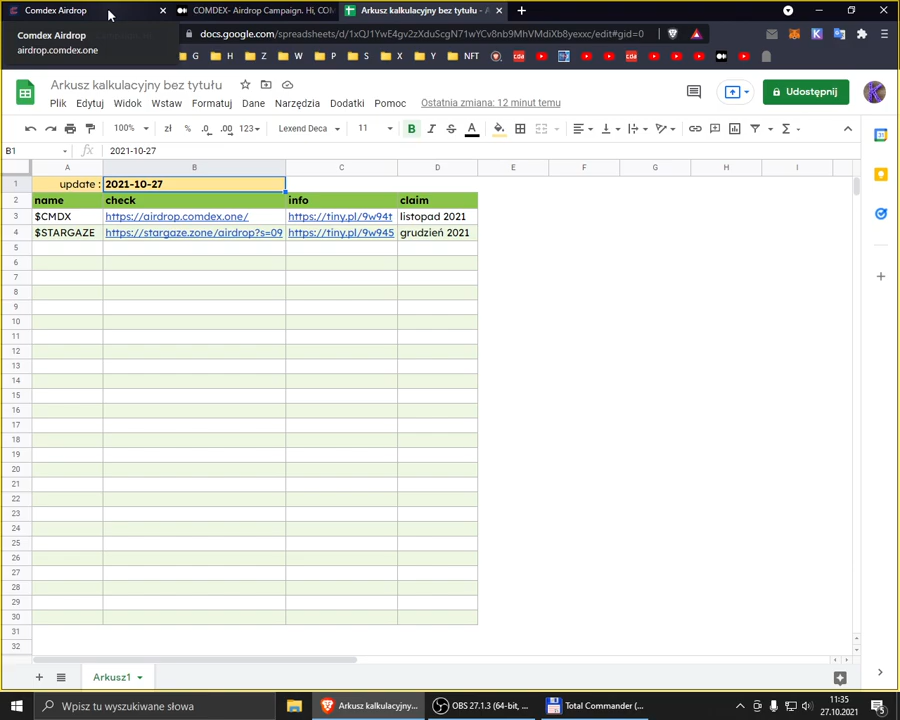 Comdex Airdrop
COMDEX- Airdrop Campaign. Hi, CO
Arkusz kalkulacyjny bez tytułu - A
Comdex Airdrop
airdrop.comdex.one
docs.google.com/spreadsheets/d/1xQJ1YwE4gv2zXduScgN71wYCv8nb9MhVMdiXb8yexxc/edit#gid=0
G H Z W P S X Y NFT
Arkusz kalkulacyjny bez tytułu
Plik Edytuj Widok Wstaw Formatuj Dane Narzędzia Dodatki Pomoc Ostatnia zmiana: 12 minut temu
Udostępnij
100% zł % .0 .00 123 Lexend Deca 11 B I S A
B1 fx 2021-10-27
A B C D E F G H I
1 update : 2021-10-27
2 name check info claim
3 $CMDX https://airdrop.comdex.one/ https://tiny.pl/9w94t listopad 2021
4 $STARGAZE https://stargaze.zone/airdrop?s=09 https://tiny.pl/9w945 grudzień 2021
5
6
7
8
9
10
11
12
13
14
15
16
17
18
19
20
21
22
23
24
25
26
27
28
29
30
31
32
Arkusz1
Wpisz tu wyszukiwane słowa
Arkusz kalkulacyjny...
OBS 27.1.3 (64-bit, ...
Total Commander (...
11:35
27.10.2021
5